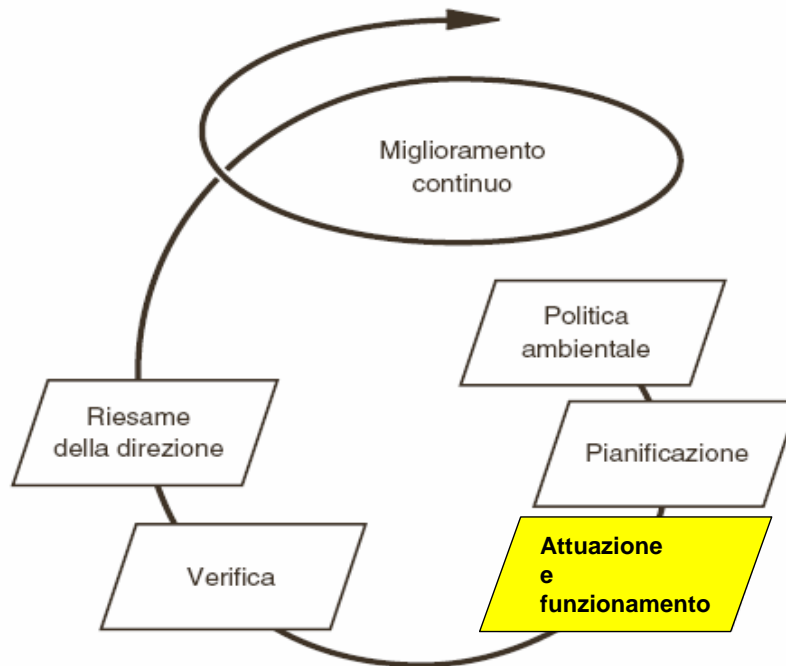 Miglioramento
continuo
Politica
ambientale
Pianificazione
Attuazione
e
funzionamento
Verifica
Riesame
della direzione